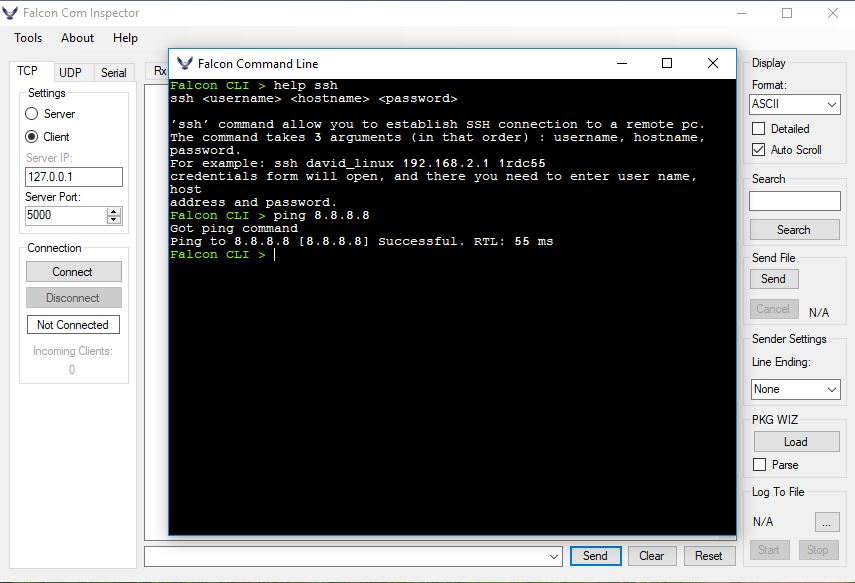 Falcon Com Inspector
Tools About Help
TCP UDP Serial
Settings
Server
Client
Server IP:
127.0.0.1
Server Port:
5000
Connection
Connect
Disconnect
Not Connected
Incoming Clients:
0
Rx
Falcon Command Line
Falcon CLI > help ssh
ssh <username> <hostname> <password>
'ssh' command allow you to establish SSH connection to a remote pc.
The command takes 3 arguments (in that order) : username, hostname,
password.
For example: ssh david_linux 192.168.2.1 1rdc55
credentials form will open, and there you need to enter user name,
host
address and password.
Falcon CLI > ping 8.8.8.8
Got ping command
Ping to 8.8.8.8 [8.8.8.8] Successful. RTL: 55 ms
Falcon CLI >
Send Clear Reset
Display
Format:
ASCII
Detailed
Auto Scroll
Search
Search
Send File
Send
Cancel N/A
Sender Settings
Line Ending:
None
PKG WIZ
Load
Parse
Log To File
N/A ...
Start Stop